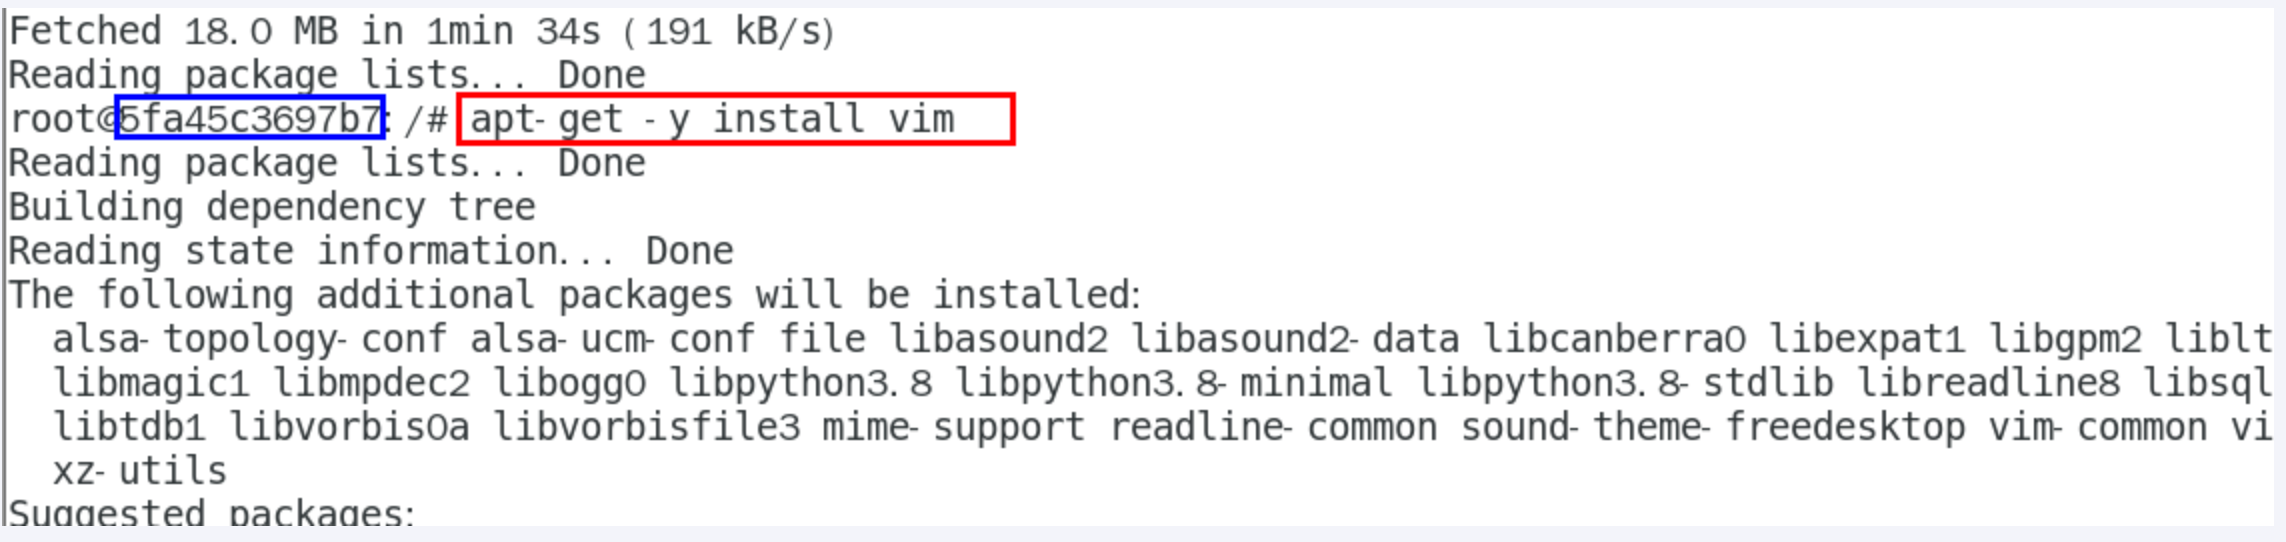 Fetched 18.0 MB in 1min 34s (191 kB/s)
Reading package lists... Done
root@5fa45c3697b7:/# apt-get -y install vim
Reading package lists... Done
Building dependency tree
Reading state information... Done
The following additional packages will be installed:
  alsa-topology-conf alsa-ucm-conf file libasound2 libasound2-data libcanberra0 libexpat1 libgpm2 liblt
  libmagic1 libmpdec2 libogg0 libpython3.8 libpython3.8-minimal libpython3.8-stdlib libreadline8 libsql
  libtdb1 libvorbis0a libvorbisfile3 mime-support readline-common sound-theme-freedesktop vim-common vi
  xz-utils
Suggested packages: